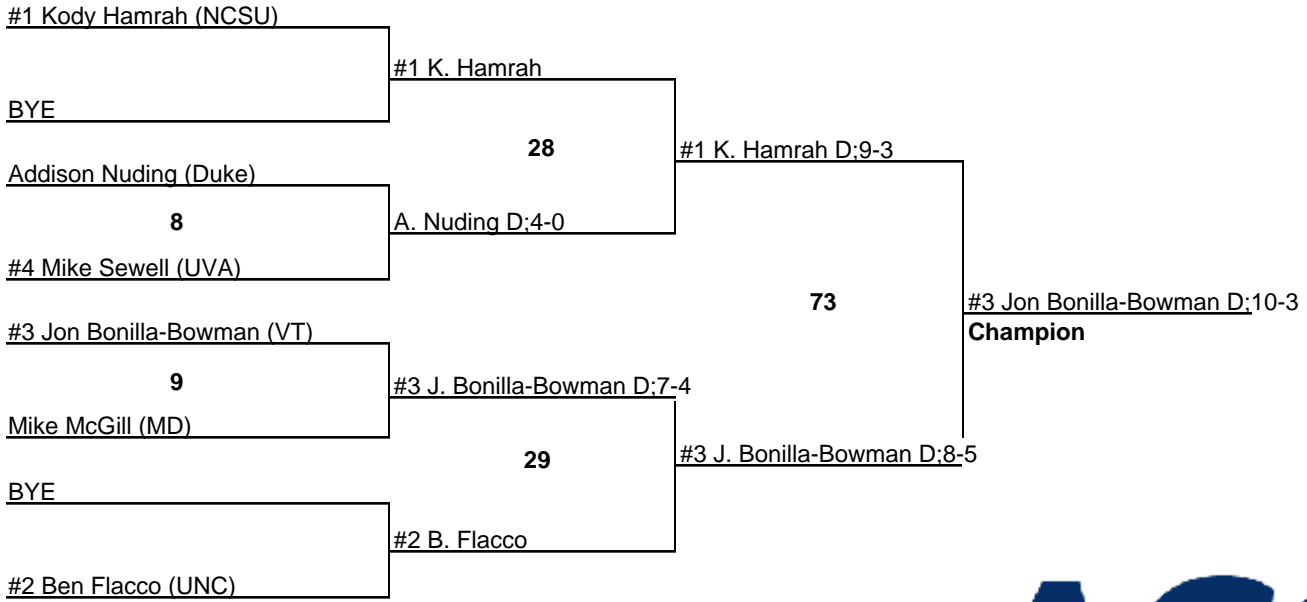 #1 Kody Hamrah (NCSU)
#1 K. Hamrah
BYE
28
#1 K. Hamrah D;9-3
Addison Nuding (Duke)
8
A. Nuding D;4-0
#4 Mike Sewell (UVA)
73
#3 Jon Bonilla-Bowman D;10-3
#3 Jon Bonilla-Bowman (VT)
Champion
9
#3 J. Bonilla-Bowman D;7-4
Mike McGill (MD)
29
#3 J. Bonilla-Bowman D;8-5
BYE
#2 B. Flacco
#2 Ben Flacco (UNC)